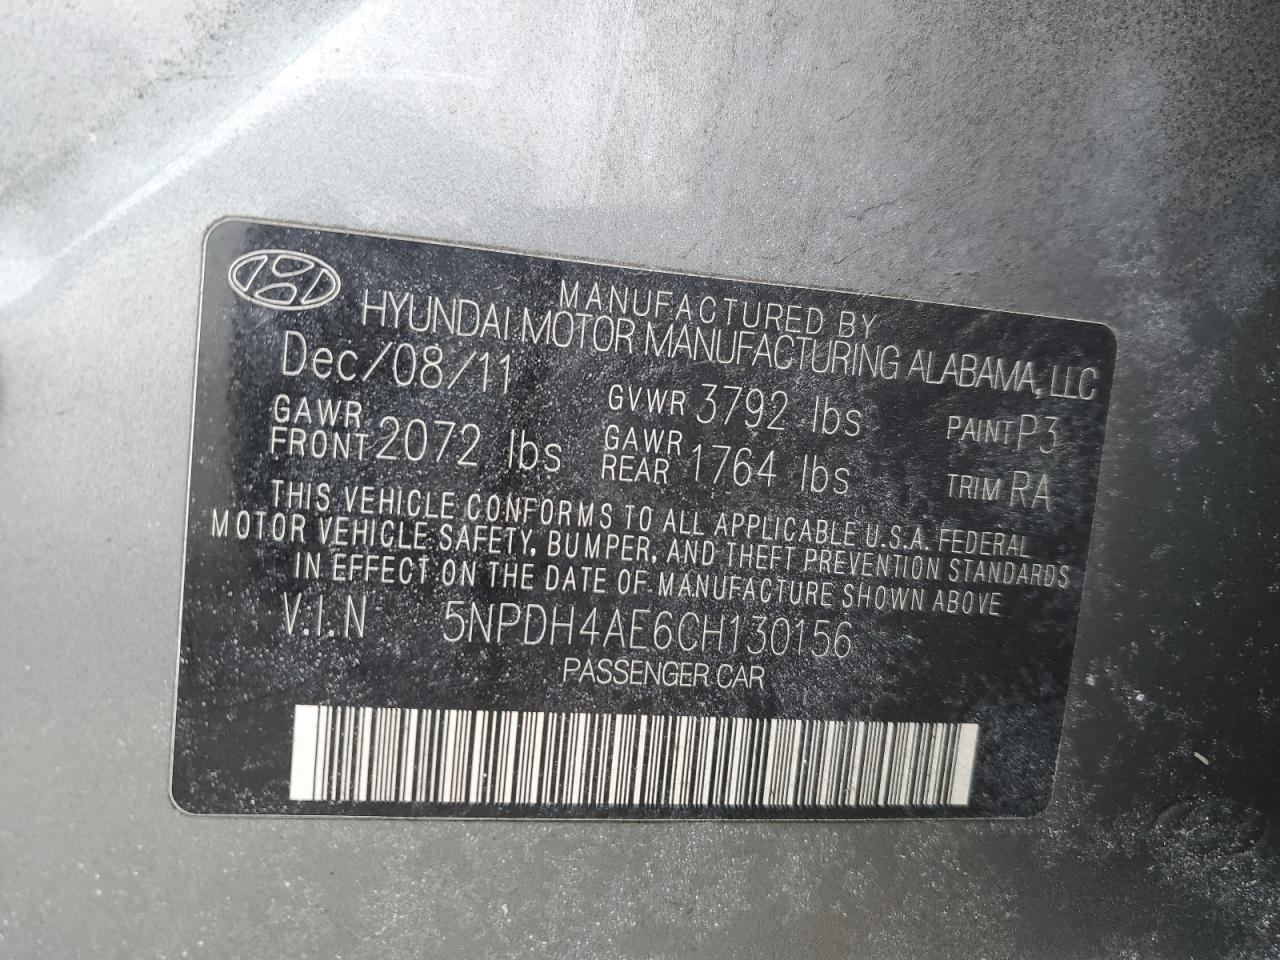 MANUFACTURED BY
HYUNDAI MOTOR MANUFACTURING ALABAMA, LLC
Dec/08/11 GVWR 3792 lbs PAINT P3
GAWR FRONT 2072 lbs GAWR REAR 1764 lbs TRIM RA
THIS VEHICLE CONFORMS TO ALL APPLICABLE U.S.A. FEDERAL
MOTOR VEHICLE SAFETY, BUMPER, AND THEFT PREVENTION STANDARDS
IN EFFECT ON THE DATE OF MANUFACTURE SHOWN ABOVE
V.I.N 5NPDH4AE6CH130156
PASSENGER CAR